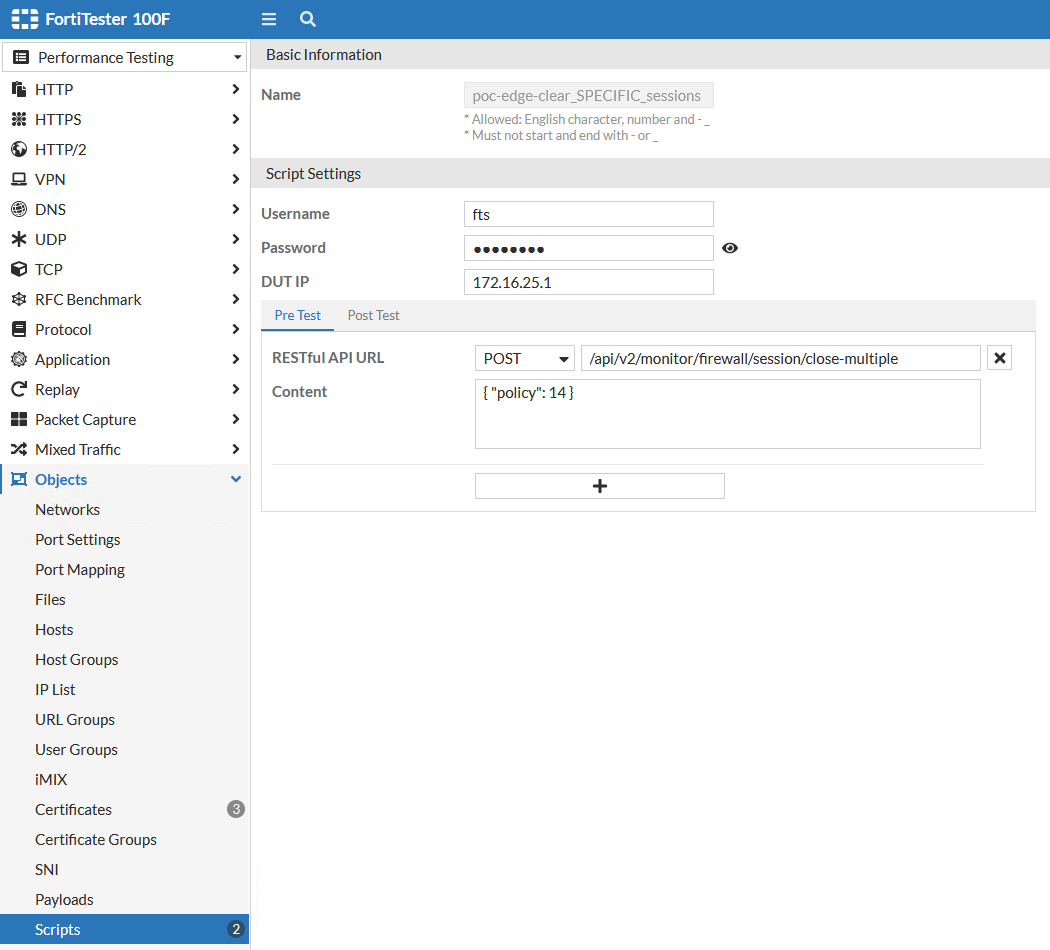 FortiTester 100F
Performance Testing
HTTP
HTTPS
HTTP/2
VPN
DNS
UDP
TCP
RFC Benchmark
Protocol
Application
Replay
Packet Capture
Mixed Traffic
Objects
Networks
Port Settings
Port Mapping
Files
Hosts
Host Groups
IP List
URL Groups
User Groups
iMIX
Certificates 3
Certificate Groups
SNI
Payloads
Scripts 2
Basic Information
Name poc-edge-clear_SPECIFIC_sessions
* Allowed: English character, number and - _
* Must not start and end with - or _
Script Settings
Username fts
Password ●●●●●●●●
DUT IP 172.16.25.1
Pre Test Post Test
RESTful API URL POST /api/v2/monitor/firewall/session/close-multiple
Content { "policy": 14 }